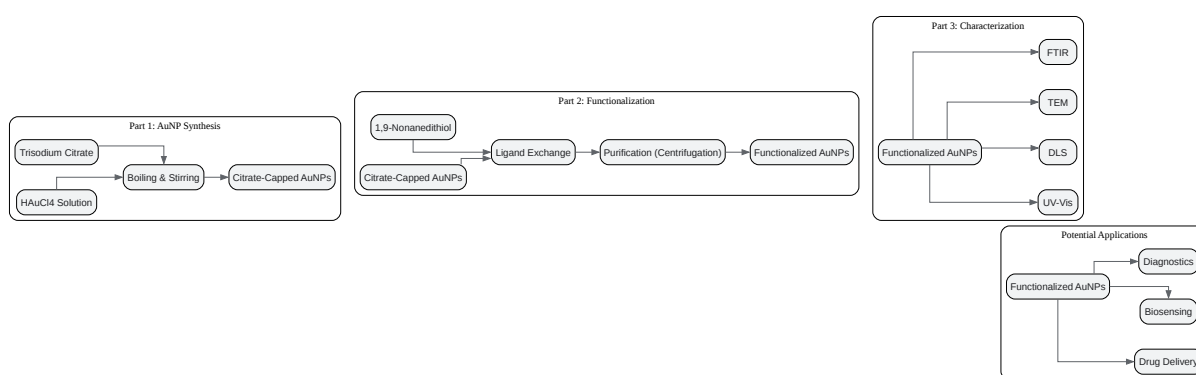 Part 1: AuNP Synthesis
Trisodium Citrate
Boiling & Stirring
Citrate-Capped AuNPs
HAuCl4 Solution
Part 2: Functionalization
1,9-Nonanedithiol
Ligand Exchange
Purification (Centrifugation)
Functionalized AuNPs
Citrate-Capped AuNPs
Part 3: Characterization
FTIR
TEM
Functionalized AuNPs
DLS
UV-Vis
Potential Applications
Diagnostics
Functionalized AuNPs
Biosensing
Drug Delivery